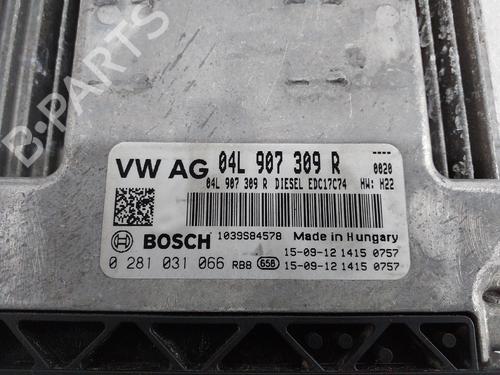 B-PARTS
VW AG 04L 907 309 R ----
0020
04L 907 309 R DIESEL EDC17C74 HW: H22
BOSCH 1039S84578 Made in Hungary
15-09-12 1415 0757
0 281 031 066 RB8 656 15-09-12 1415 0757